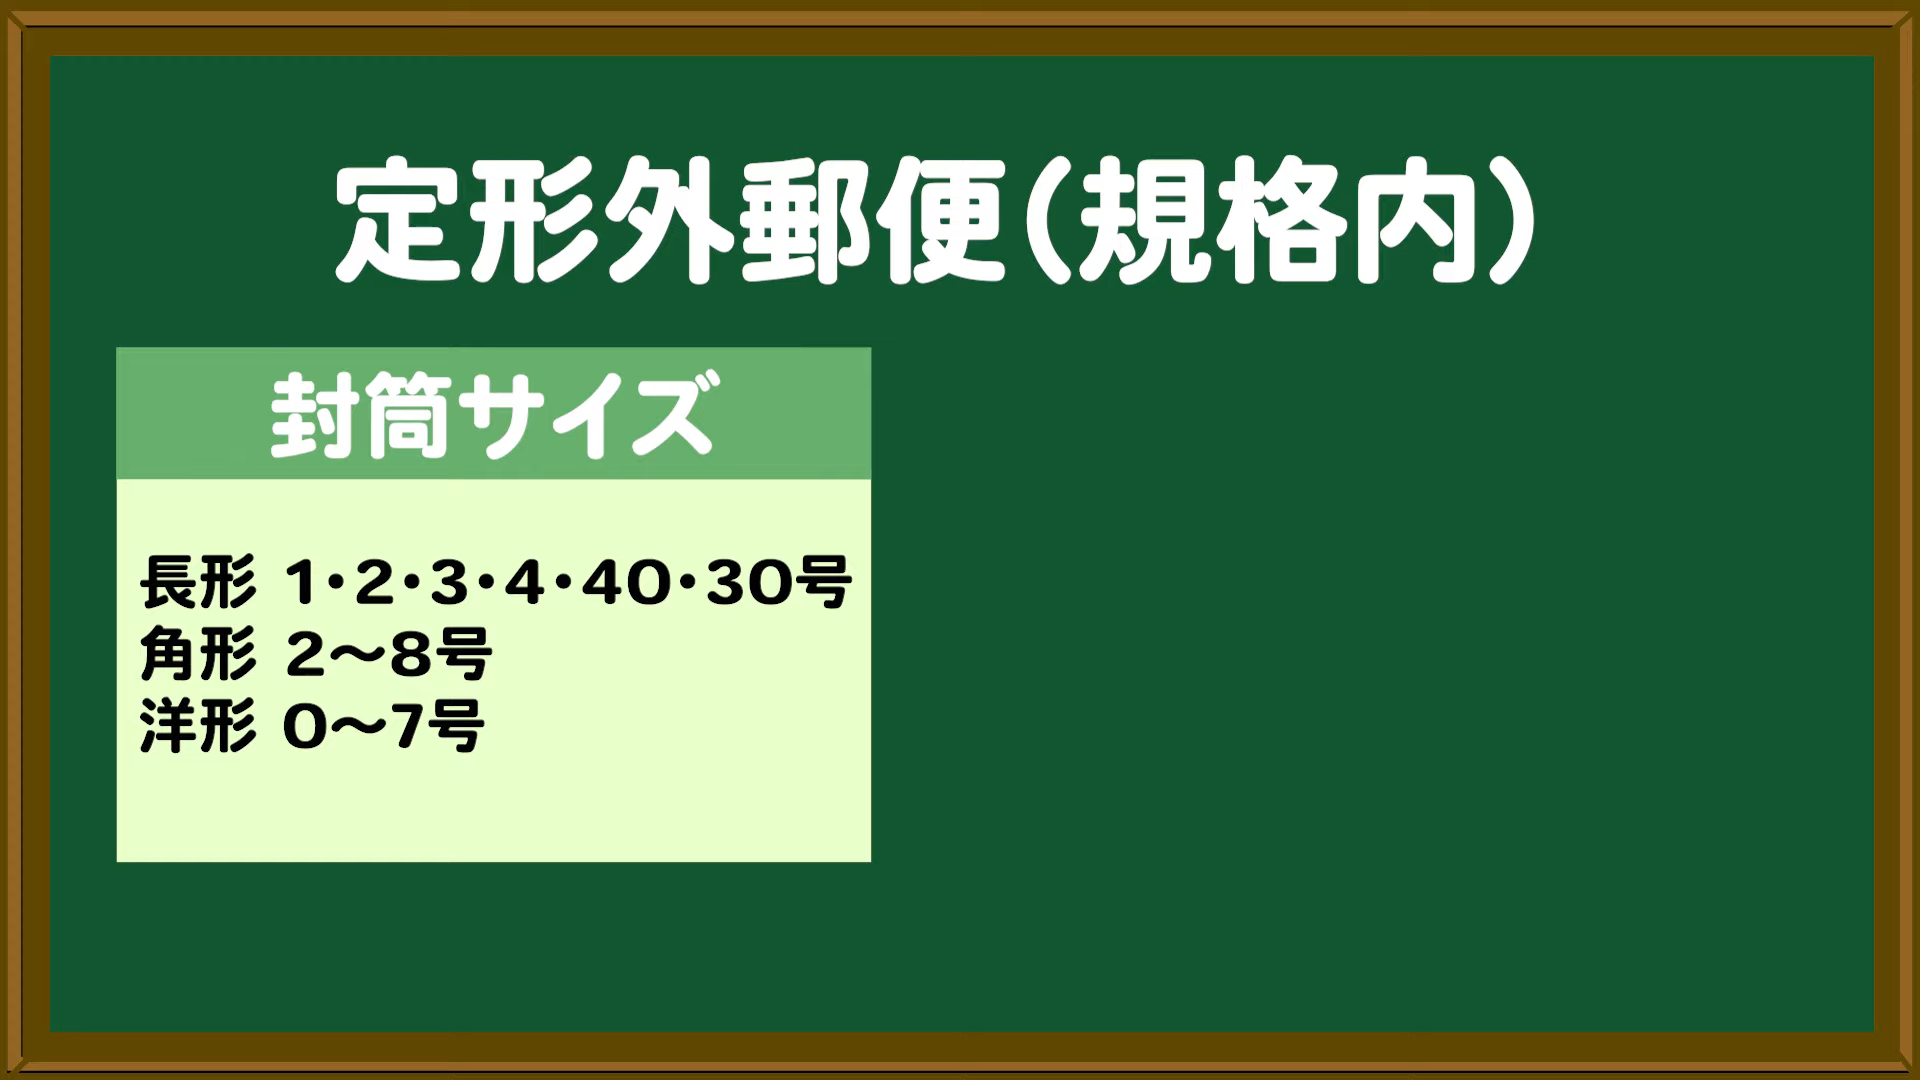 定形外郵便(規格内)
封筒サイズ
長形 1・2・3・4・40・30号
角形 2～8号
洋形 0～7号